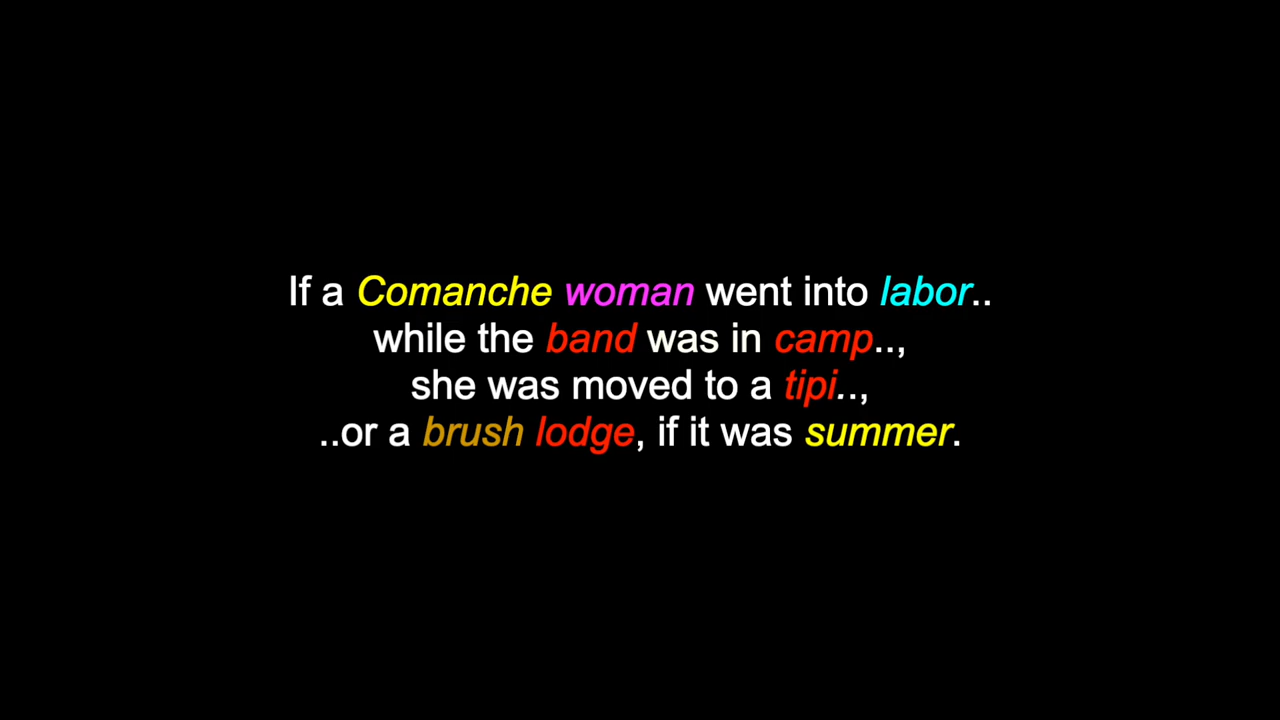 If a Comanche woman went into labor..
while the band was in camp..,
she was moved to a tipi..,
..or a brush lodge, if it was summer.